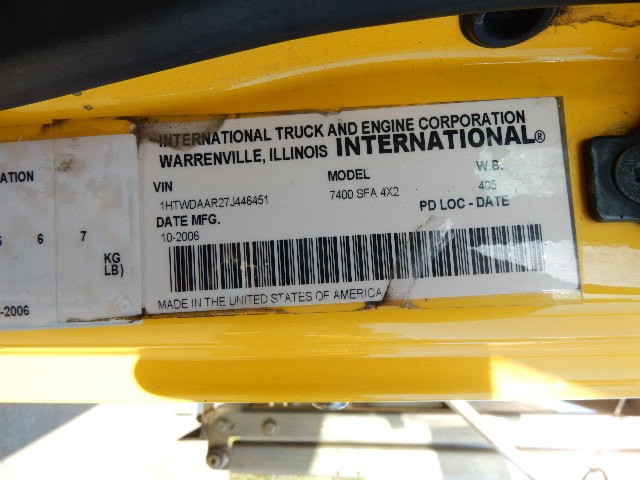 INTERNATIONAL TRUCK AND ENGINE CORPORATION
WARRENVILLE, ILLINOIS INTERNATIONAL®
VIN MODEL W.B.
1HTWDAAR27J446451 7400 SFA 4X2 405
DATE MFG. PD LOC - DATE
10-2006
MADE IN THE UNITED STATES OF AMERICA
ATION
6 7
KG
LB)
-2006